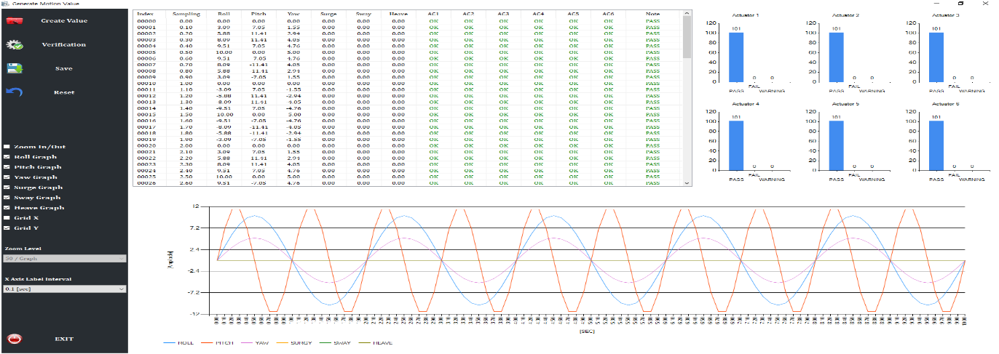 Generate Motion Value
Create Value
Verification
Save
Reset
Zoom In/Out
Roll Graph
Pitch Graph
Yaw Graph
Surge Graph
Sway Graph
Heave Graph
Grid X
Grid Y
Zoom Level
50 / Graph
X Axis Label Interval
0.1 [sec]
EXIT
Index Sampling Roll Pitch Yaw Surge Sway Heave AC1 AC2 AC3 AC4 AC5 AC6 Note
00000 0.00 0.00 0.00 0.00 0.00 0.00 0.00 OK OK OK OK OK OK PASS
00001 0.10 3.09 7.05 1.55 0.00 0.00 0.00 OK OK OK OK OK OK PASS
00002 0.20 5.88 11.41 2.94 0.00 0.00 0.00 OK OK OK OK OK OK PASS
00003 0.30 8.09 11.41 4.05 0.00 0.00 0.00 OK OK OK OK OK OK PASS
00004 0.40 9.51 7.05 4.76 0.00 0.00 0.00 OK OK OK OK OK OK PASS
00005 0.50 10.00 0.00 5.00 0.00 0.00 0.00 OK OK OK OK OK OK PASS
00006 0.60 9.51 -7.05 4.76 0.00 0.00 0.00 OK OK OK OK OK OK PASS
00007 0.70 8.09 -11.41 4.05 0.00 0.00 0.00 OK OK OK OK OK OK PASS
00008 0.80 5.88 -11.41 2.94 0.00 0.00 0.00 OK OK OK OK OK OK PASS
00009 0.90 3.09 -7.05 1.55 0.00 0.00 0.00 OK OK OK OK OK OK PASS
00010 1.00 0.00 0.00 0.00 0.00 0.00 0.00 OK OK OK OK OK OK PASS
00011 1.10 -3.09 7.05 -1.55 0.00 0.00 0.00 OK OK OK OK OK OK PASS
00012 1.20 -5.88 11.41 -2.94 0.00 0.00 0.00 OK OK OK OK OK OK PASS
00013 1.30 -8.09 11.41 -4.05 0.00 0.00 0.00 OK OK OK OK OK OK PASS
00014 1.40 -9.51 7.05 -4.76 0.00 0.00 0.00 OK OK OK OK OK OK PASS
00015 1.50 10.00 0.00 5.00 0.00 0.00 0.00 OK OK OK OK OK OK PASS
00016 1.60 -9.51 -7.05 -4.76 0.00 0.00 0.00 OK OK OK OK OK OK PASS
00017 1.70 -8.09 -11.41 -4.05 0.00 0.00 0.00 OK OK OK OK OK OK PASS
00018 1.80 -5.88 -11.41 -2.94 0.00 0.00 0.00 OK OK OK OK OK OK PASS
00019 1.90 -3.09 -7.05 -1.55 0.00 0.00 0.00 OK OK OK OK OK OK PASS
00020 2.00 0.00 0.00 0.00 0.00 0.00 0.00 OK OK OK OK OK OK PASS
00021 2.10 3.09 7.05 1.55 0.00 0.00 0.00 OK OK OK OK OK OK PASS
00022 2.20 5.88 11.41 2.94 0.00 0.00 0.00 OK OK OK OK OK OK PASS
00023 2.30 8.09 11.41 4.05 0.00 0.00 0.00 OK OK OK OK OK OK PASS
00024 2.40 9.51 7.05 4.76 0.00 0.00 0.00 OK OK OK OK OK OK PASS
00025 2.50 10.00 0.00 5.00 0.00 0.00 0.00 OK OK OK OK OK OK PASS
00026 2.60 9.51 -7.05 4.76 0.00 0.00 0.00 OK OK OK OK OK OK PASS
Actuator 1 Actuator 2 Actuator 3
120 120 120
101 101 101
100 100 100
80 80 80
60 60 60
40 40 40
20 20 20
0 0 0 0 0 0
0 0 0
FAIL FAIL FAIL
PASS WARNING PASS WARNING PASS WARNING
Actuator 4 Actuator 5 Actuator 6
120 120 120
101 101 101
100 100 100
80 80 80
60 60 60
40 40 40
20 20 20
0 0 0 0 0 0
0 0 0
FAIL FAIL FAIL
PASS WARNING PASS WARNING PASS WARNING
12
7.2
2.4
[Amplitude]
-2.4
-7.2
-12
[SEC]
ROLL PITCH YAW SURGY SWAY HEAVE